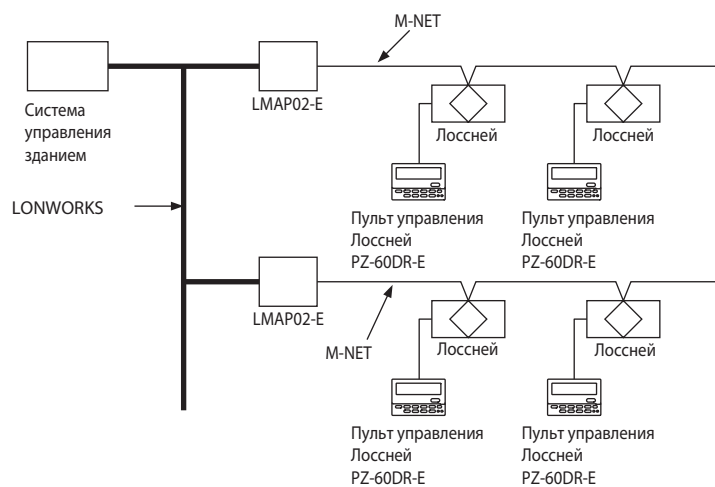 M-NET
LMAP02-E
Система
управления
зданием
Лоссней
Лоссней
LONWORKS
Пульт управления
Лоссней
PZ-60DR-E
Пульт управления
Лоссней
PZ-60DR-E
LMAP02-E
M-NET
Лоссней
Лоссней
Пульт управления
Лоссней
PZ-60DR-E
Пульт управления
Лоссней
PZ-60DR-E